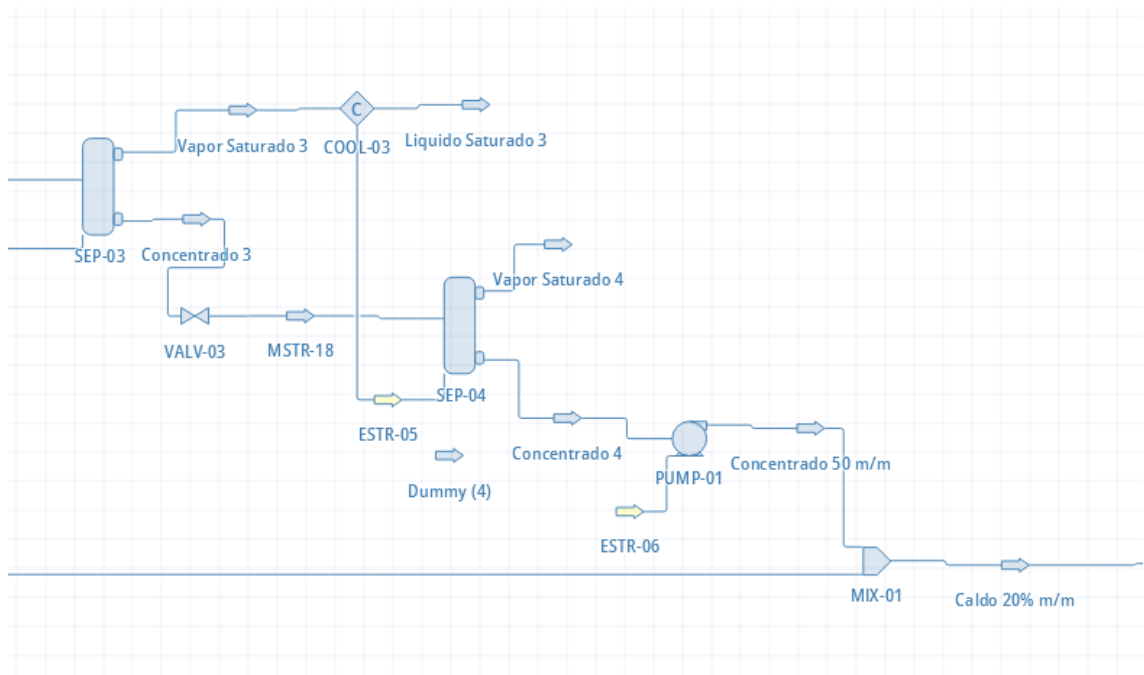 C
Vapor Saturado 3
COOL-03
Liquido Saturado 3
SEP-03
Concentrado 3
Vapor Saturado 4
VALV-03
MSTR-18
SEP-04
ESTR-05
Concentrado 4
Dummy (4)
PUMP-01
Concentrado 50 m/m
ESTR-06
MIX-01
Caldo 20% m/m